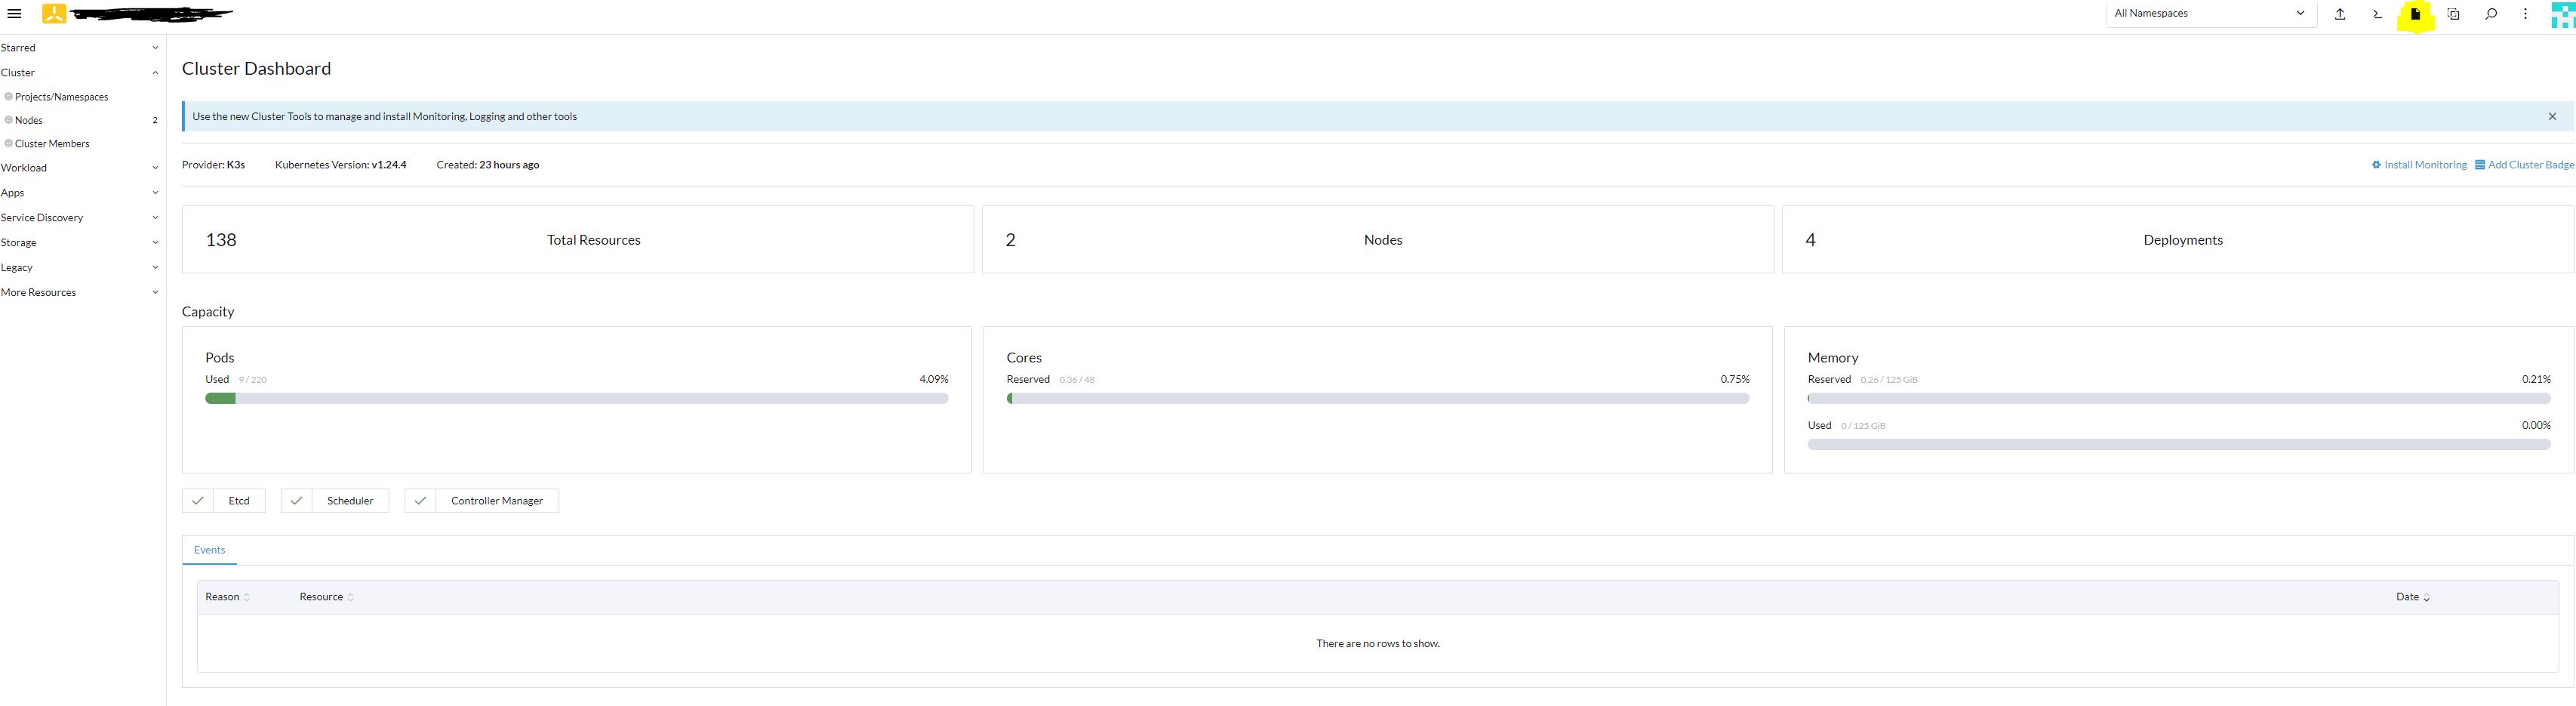 All Namespaces
Starred
Cluster
Projects/Namespaces
Nodes 2
Cluster Members
Workload
Apps
Service Discovery
Storage
Legacy
More Resources
Cluster Dashboard
Use the new Cluster Tools to manage and install Monitoring, Logging and other tools
Provider: K3s Kubernetes Version: v1.24.4 Created: 23 hours ago Install Monitoring Add Cluster Badge
138 Total Resources 2 Nodes 4 Deployments
Capacity
Pods
Used 9 / 220 4.09%
Cores
Reserved 0.36 / 48 0.75%
Memory
Reserved 0.26 / 125 GiB 0.21%
Used 0 / 125 GiB 0.00%
Etcd Scheduler Controller Manager
Events
Reason Resource Date
There are no rows to show.